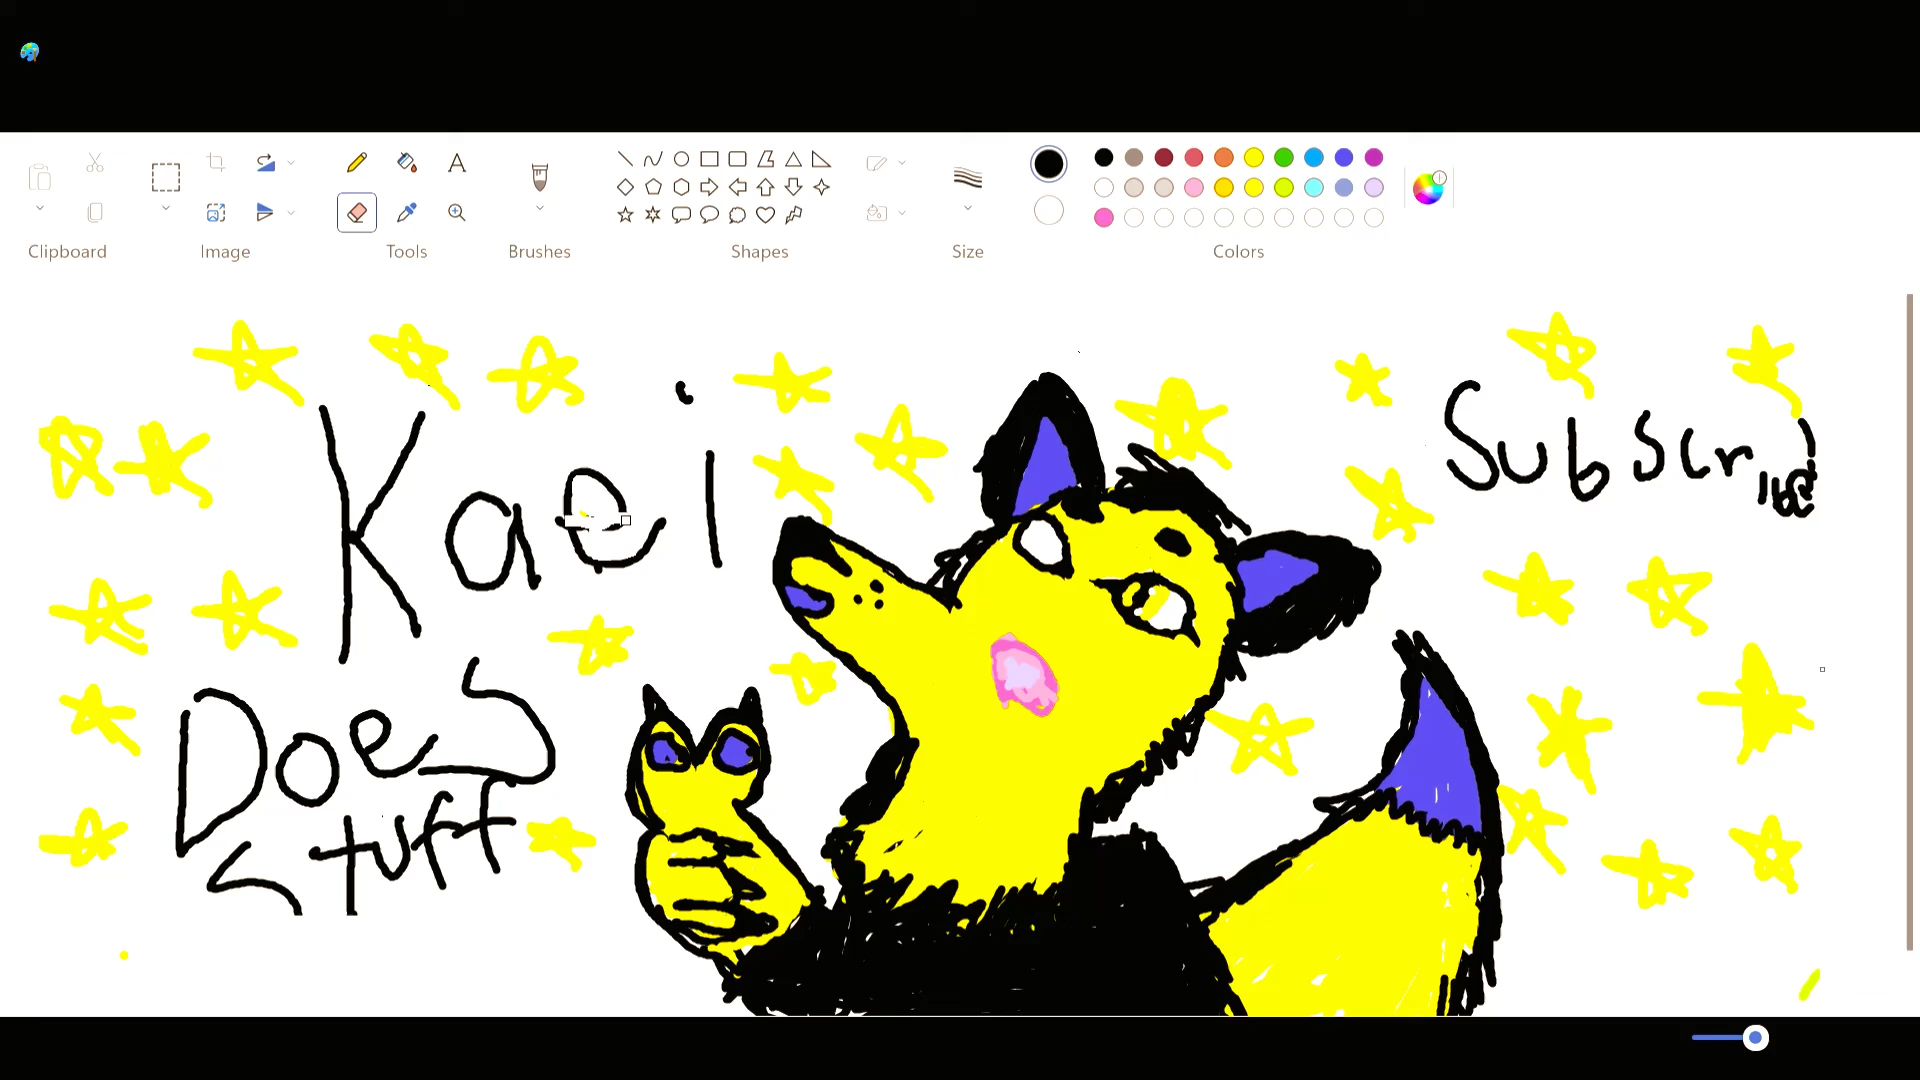 Clipboard
Image
Tools
Brushes
Shapes
Size
Colors
Kaei
Does
Stuff
Subscribe